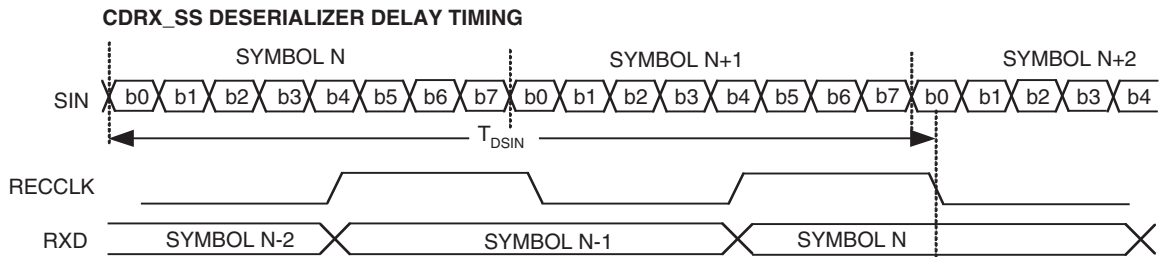 CDRX_SS DESERIALIZER DELAY TIMING
SYMBOL N SYMBOL N+1 SYMBOL N+2
SIN b0 b1 b2 b3 b4 b5 b6 b7 b0 b1 b2 b3 b4 b5 b6 b7 b0 b1 b2 b3 b4
TDSIN
RECCLK
RXD SYMBOL N-2 SYMBOL N-1 SYMBOL N